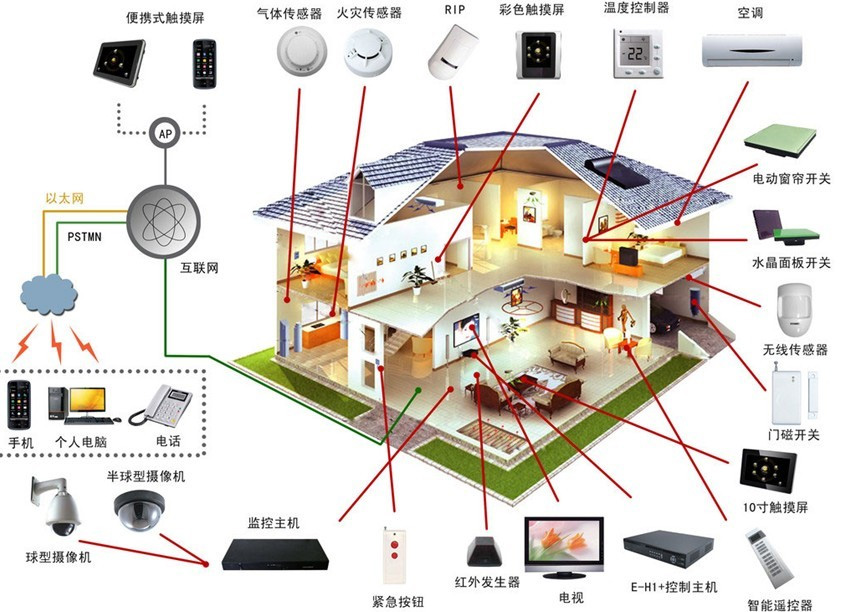 便携式触摸屏
气体传感器
火灾传感器
RIP
彩色触摸屏
温度控制器
空调
22
AP
以太网
PSTMN
互联网
电动窗帘开关
水晶面板开关
无线传感器
门磁开关
手机
个人电脑
电话
10寸触摸屏
半球型摄像机
球型摄像机
监控主机
紧急按钮
红外发生器
电视
E-H1+控制主机
智能遥控器